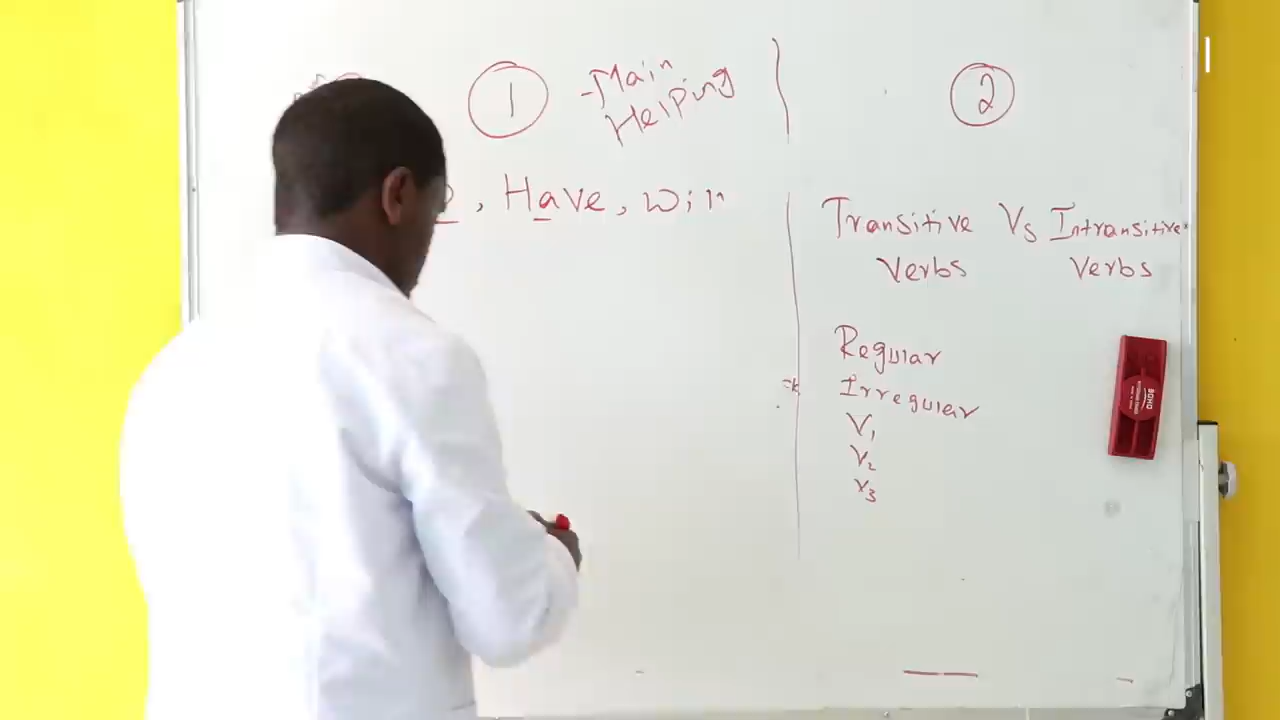 1
-Main
Helping
, Have, will
2
Transitive Vs Intransitive
Verbs Verbs
Regular
Irregular
V1
V2
V3